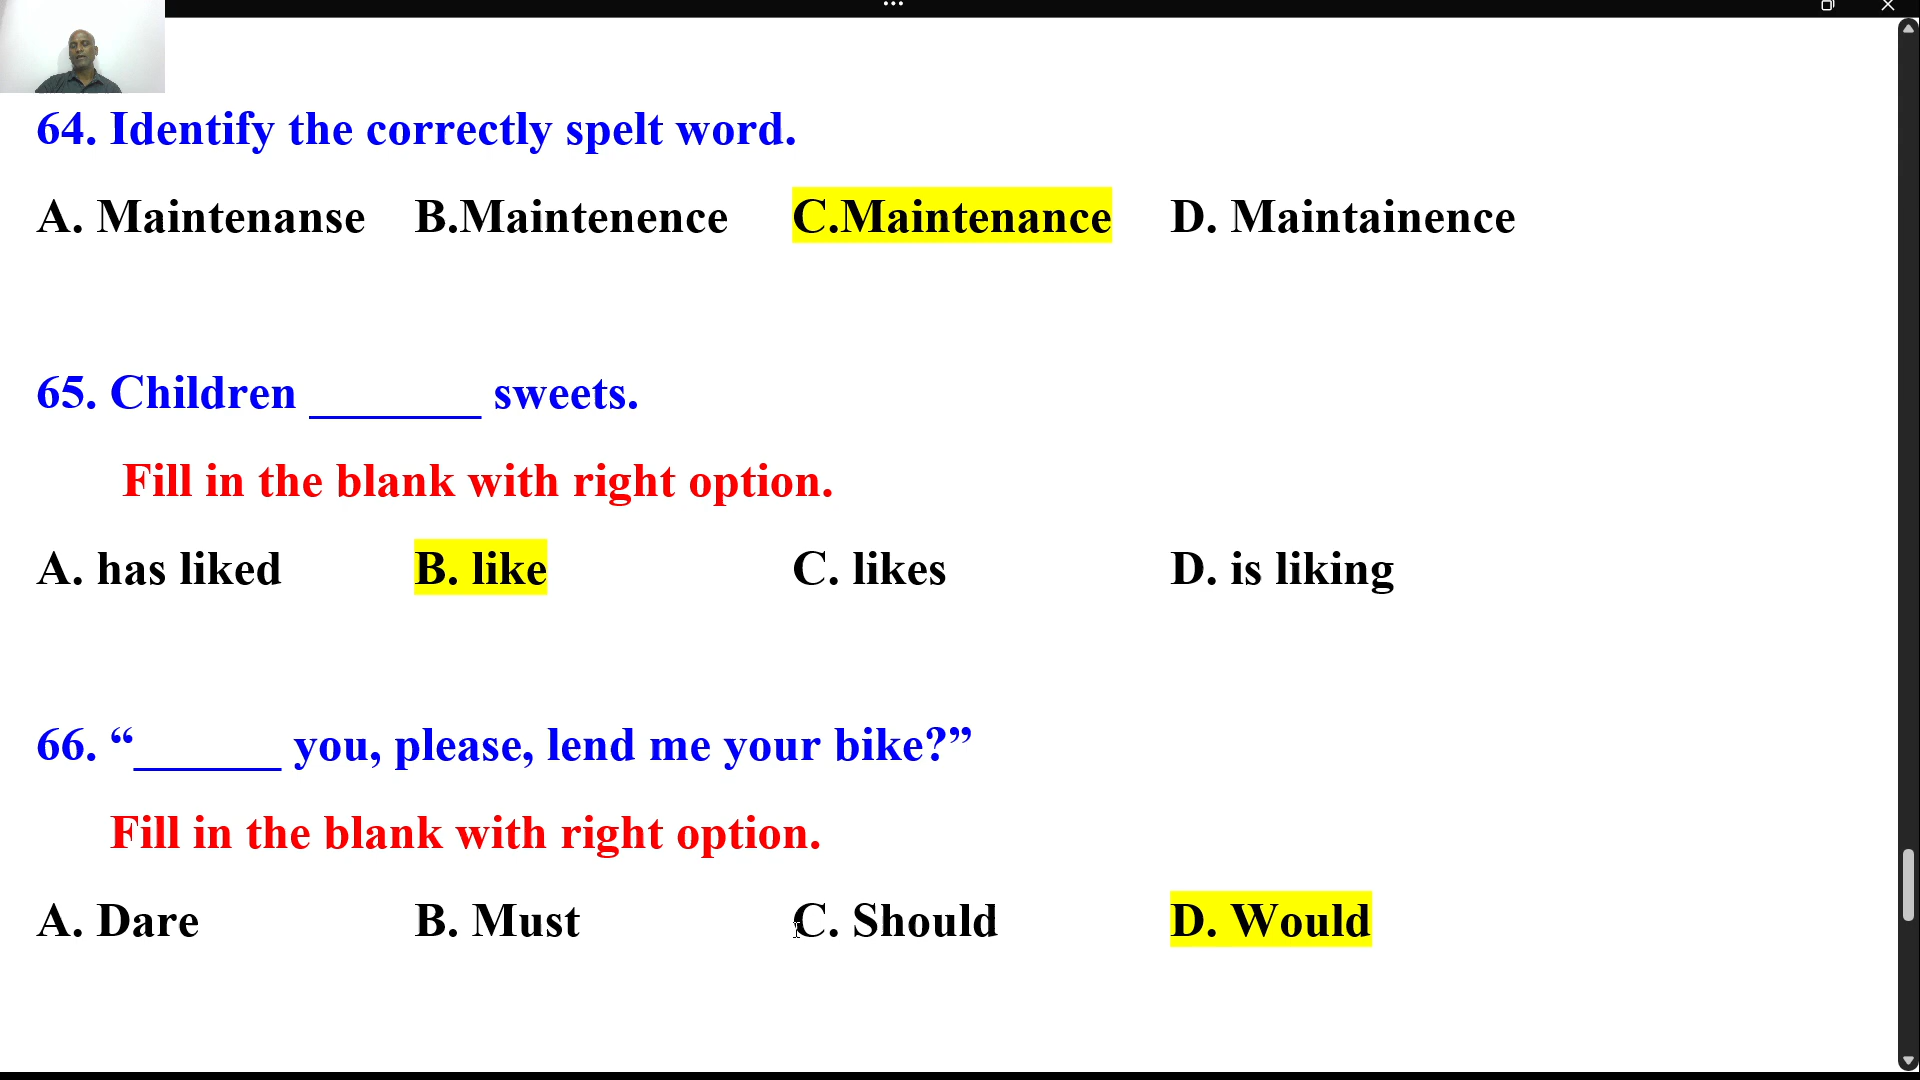 64. Identify the correctly spelt word.
A. Maintenanse B.Maintenence C.Maintenance D. Maintainence
65. Children _______ sweets.
Fill in the blank with right option.
A. has liked B. like C. likes D. is liking
66. “______ you, please, lend me your bike?”
Fill in the blank with right option.
A. Dare B. Must C. Should D. Would